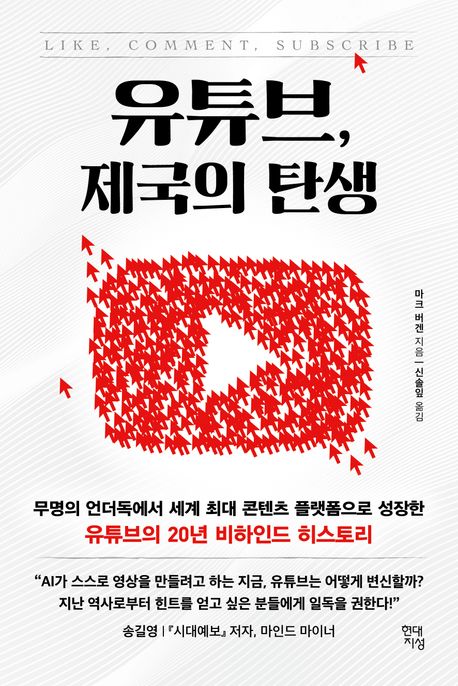 LIKE, COMMENT, SUBSCRIBE
유튜브,
제국의 탄생
마크 버겐 지음 | 신솔잎 옮김
무명의 언더독에서 세계 최대 콘텐츠 플랫폼으로 성장한
유튜브의 20년 비하인드 히스토리
“AI가 스스로 영상을 만들려고 하는 지금, 유튜브는 어떻게 변신할까?
지난 역사로부터 힌트를 얻고 싶은 분들에게 일독을 권한다!”
송길영 | 『시대예보』 저자, 마인드 마이너
현대
지성